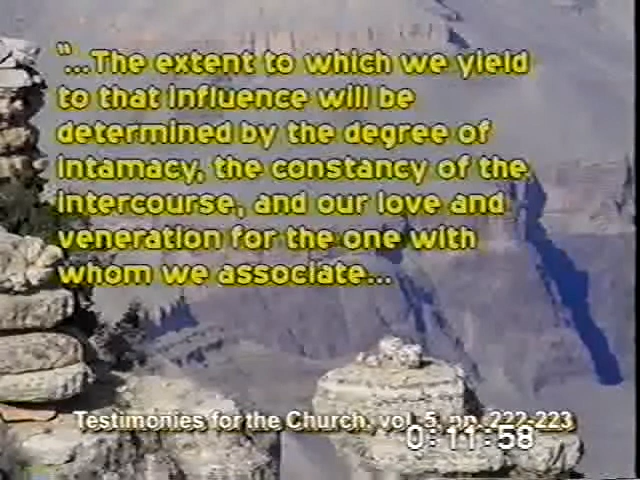 "...The extent to which we yield
to that influence will be
determined by the degree of
intamacy, the constancy of the
intercourse, and our love and
veneration for the one with
whom we associate...
Testimonies for the Church, vol. 5, pp. 222-223
0:11:58